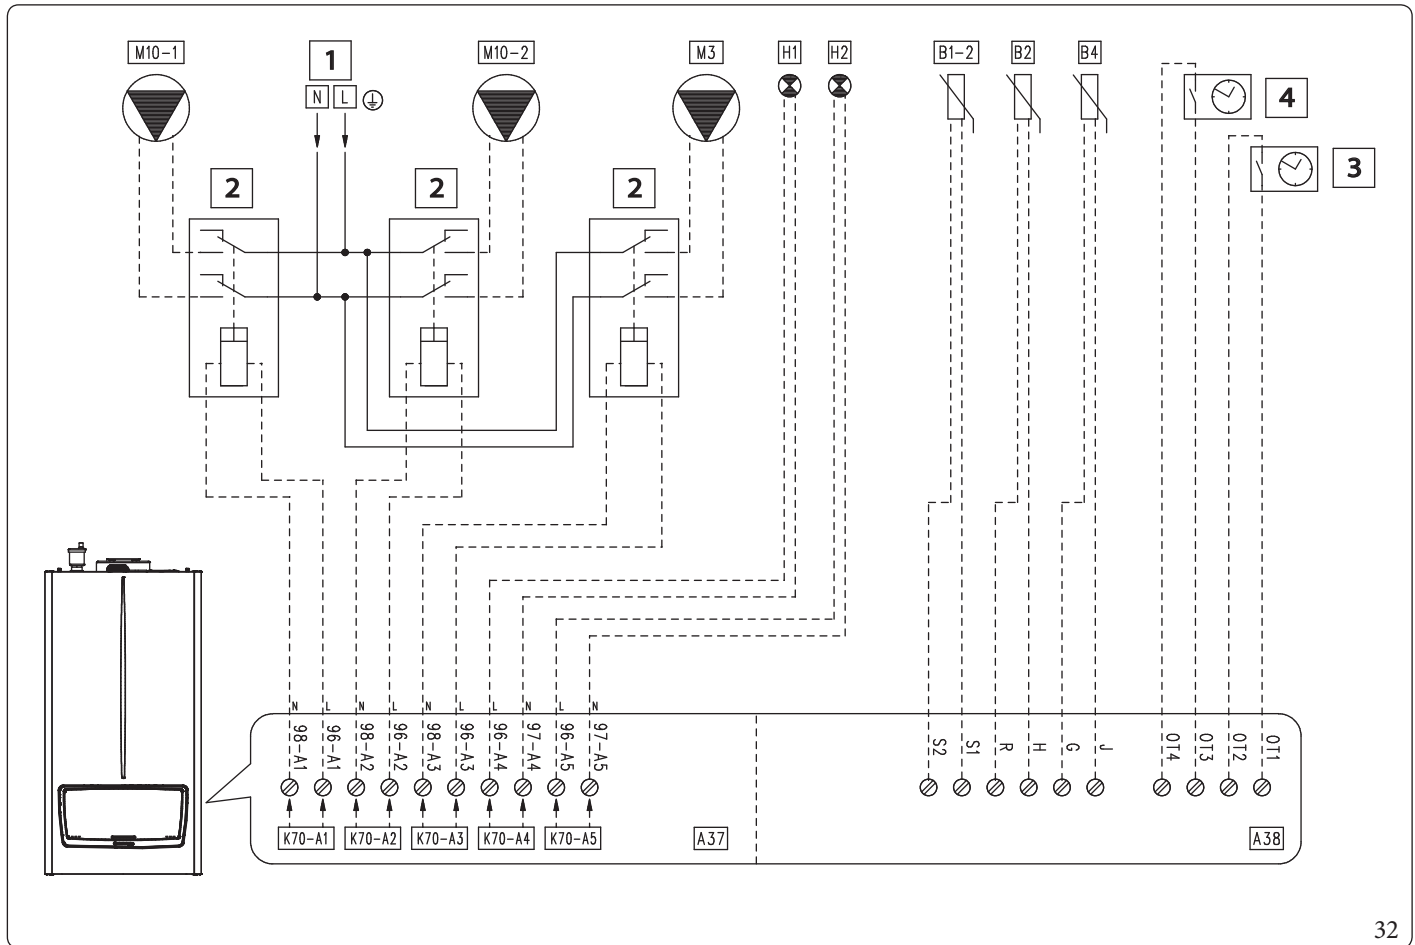 M10-1
1
M10-2
M3
H1
H2
B1-2
B2
B4
N
L
4
3
2
2
2
N
L
N
L
N
L
L
N
L
N
98-A1
96-A1
98-A2
96-A2
98-A3
96-A3
96-A4
97-A4
96-A5
97-A5
S2
S1
R
H
G
J
OT4
OT3
OT2
OT1
K70-A1
K70-A2
K70-A3
K70-A4
K70-A5
A37
A38
32